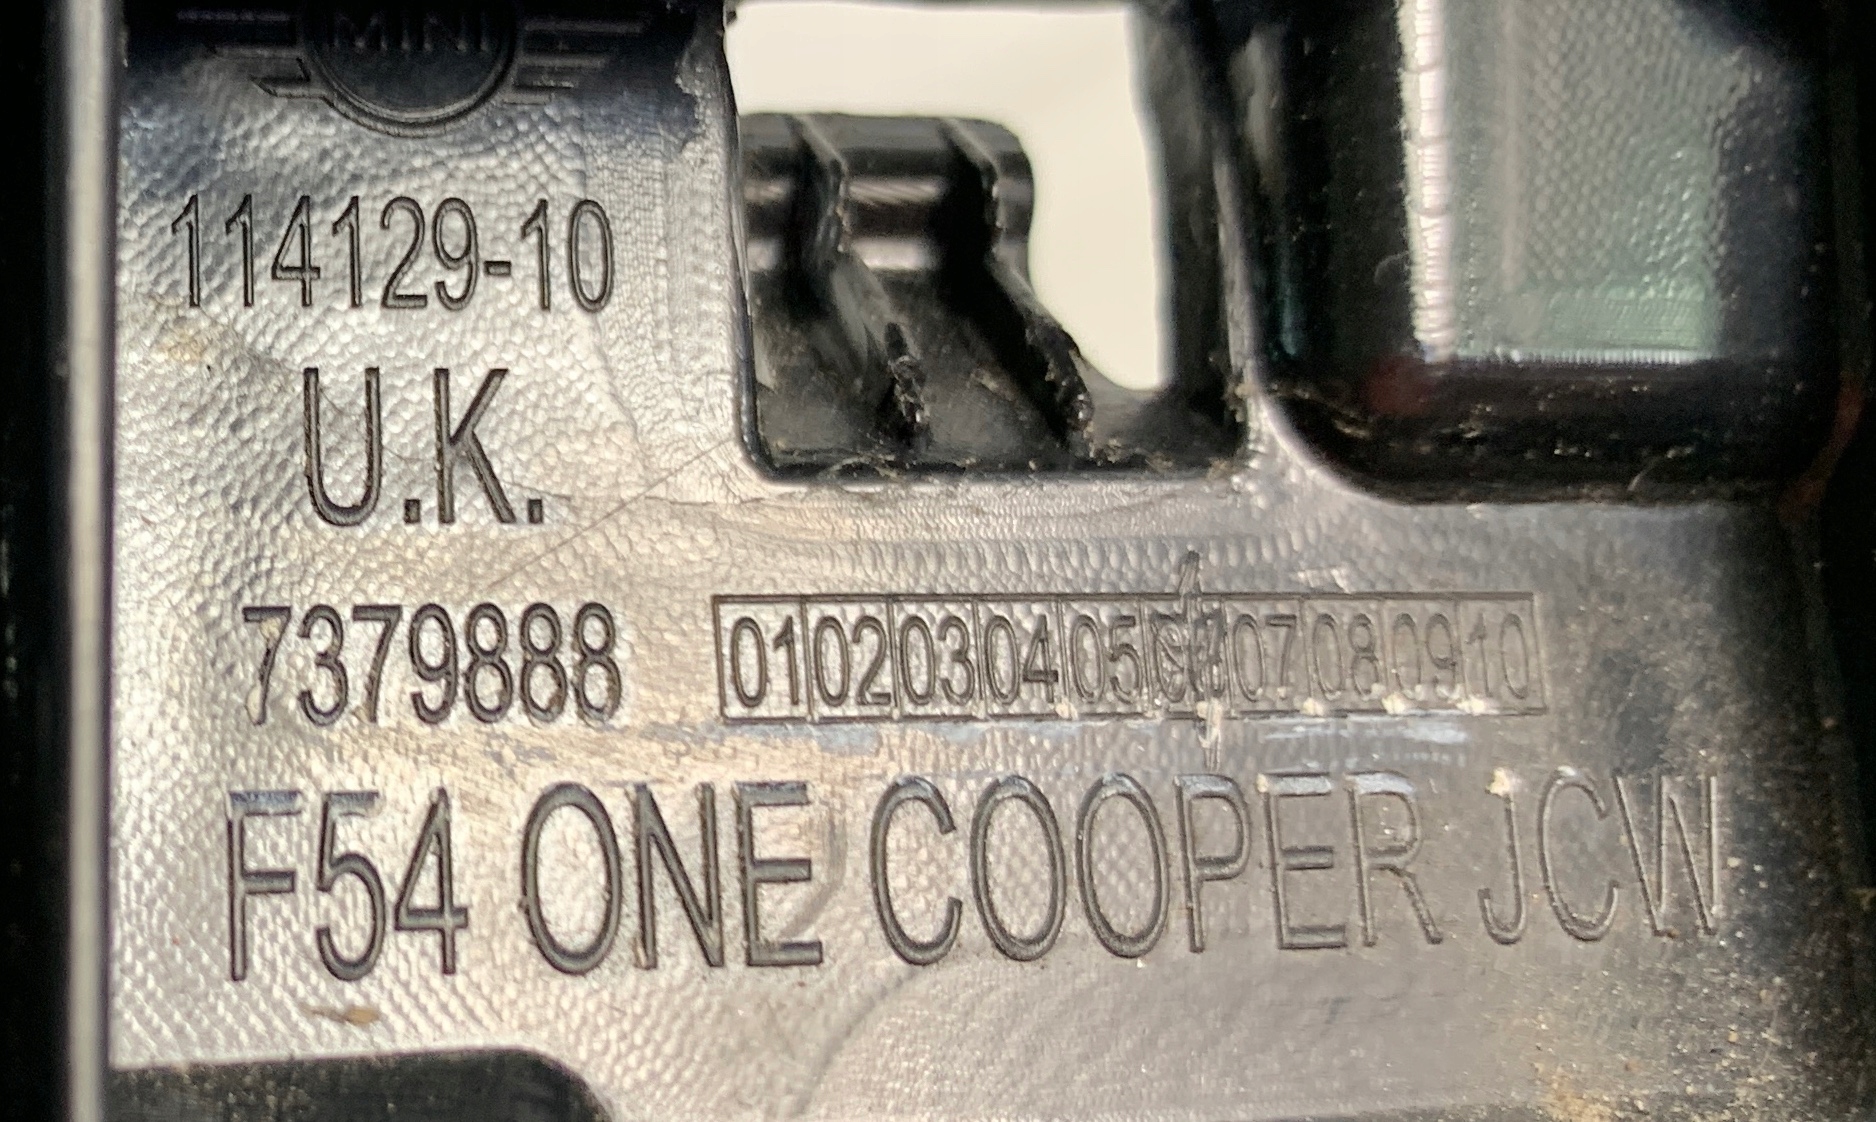 MINI
114129-10
U.K.
7379888 01 02 03 04 05 07 08 09 10
F54 ONE COOPER JCW